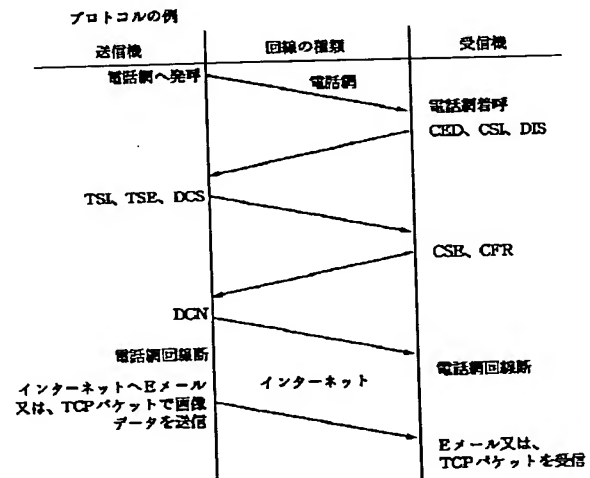 プロトコルの例
送信機
回線の種類
受信機
電話網へ発呼
電話網
電話網着呼
CED、CSI、DIS
TSI、TSE、DCS
CSE、CFR
DCN
電話網回線断
電話網回線断
インターネットへEメール
又は、TCPパケットで画像
データを送信
インターネット
Eメール又は、
TCPパケットを受信